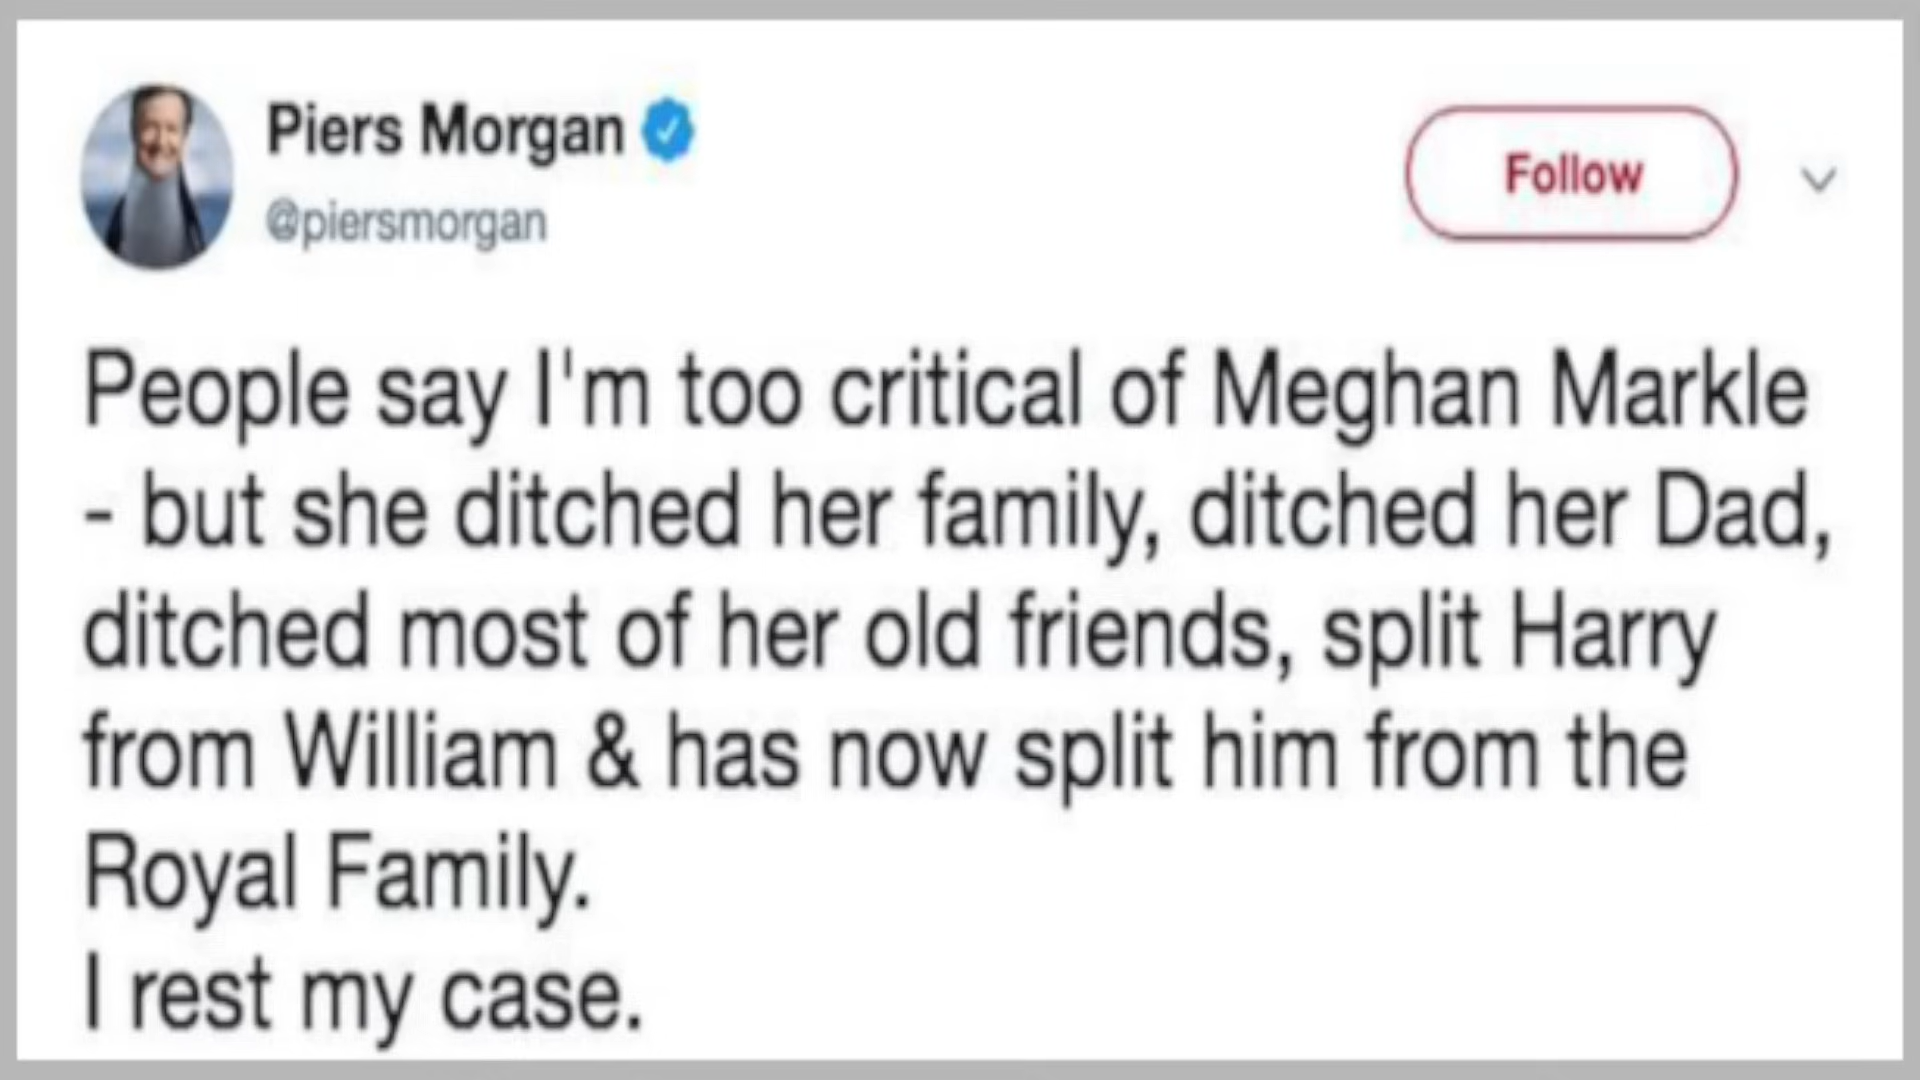 Piers Morgan
@piersmorgan
Follow
People say I'm too critical of Meghan Markle
- but she ditched her family, ditched her Dad,
ditched most of her old friends, split Harry
from William & has now split him from the
Royal Family.
I rest my case.